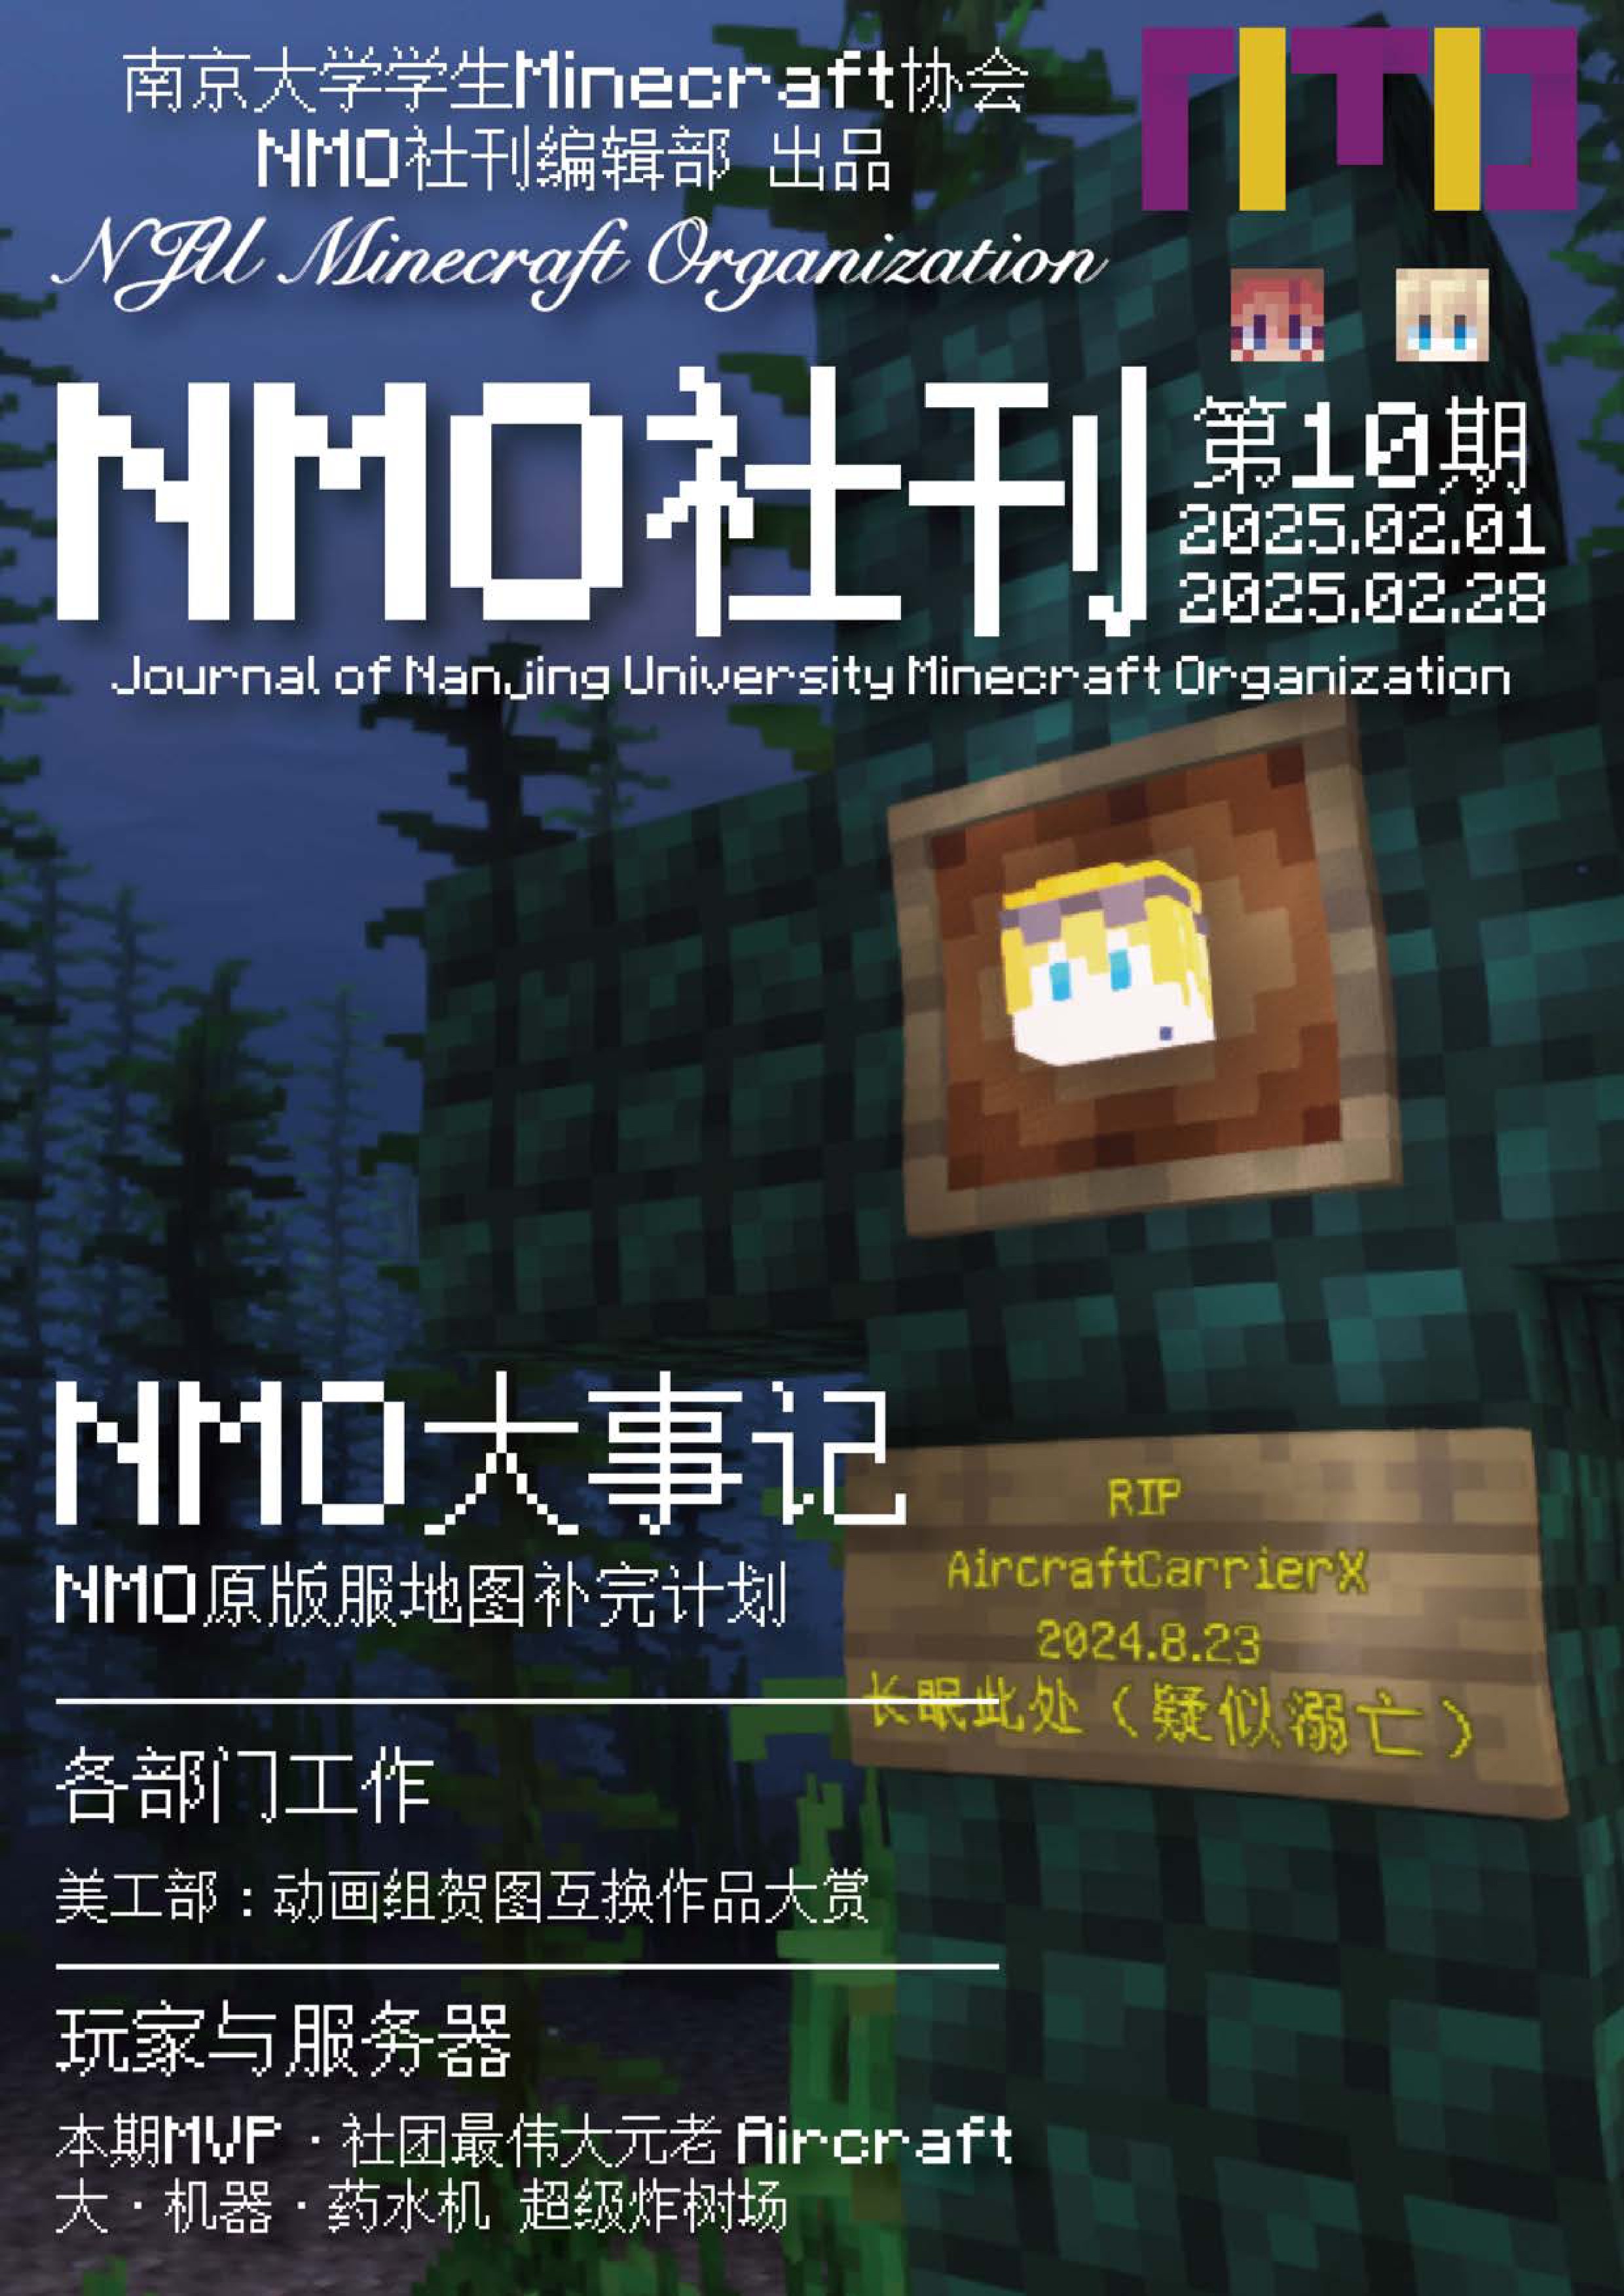 南京大学学生Minecraft协会
NMO社刊编辑部 出品
NJU Minecraft Organization
NMO
NMO社刊
第10期
2025.02.01
2025.02.28
Journal of Nanjing University Minecraft Organization
NMO大事记
NMO原版服地图补完计划
RIP
AircraftCarrierX
2024.8.23
长眠此处（疑似溺亡）
各部门工作
美工部：动画组贺图互换作品大赏
玩家与服务器
本期MVP · 社团最伟大元老 Aircraft
大 · 机器 · 药水机 超级炸树场